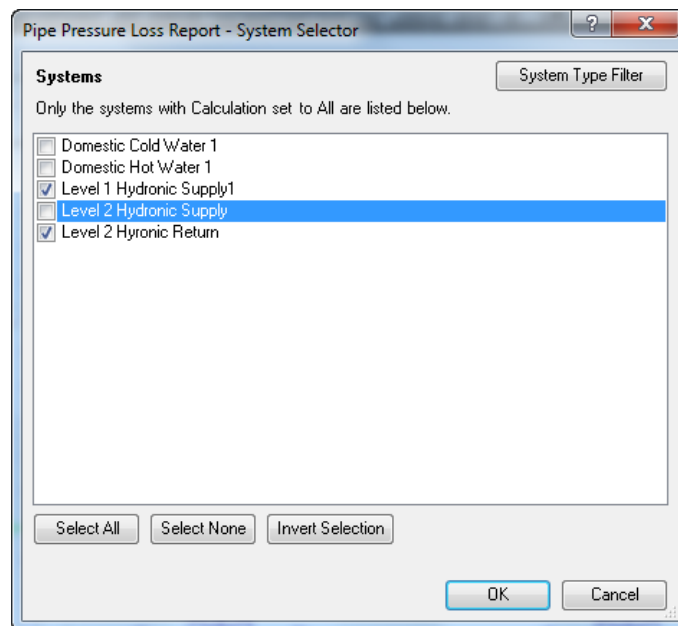 Pipe Pressure Loss Report - System Selector
? X
Systems
System Type Filter
Only the systems with Calculation set to All are listed below.
Domestic Cold Water 1
Domestic Hot Water 1
Level 1 Hydronic Supply1
Level 2 Hydronic Supply
Level 2 Hyronic Return
Select All
Select None
Invert Selection
OK
Cancel